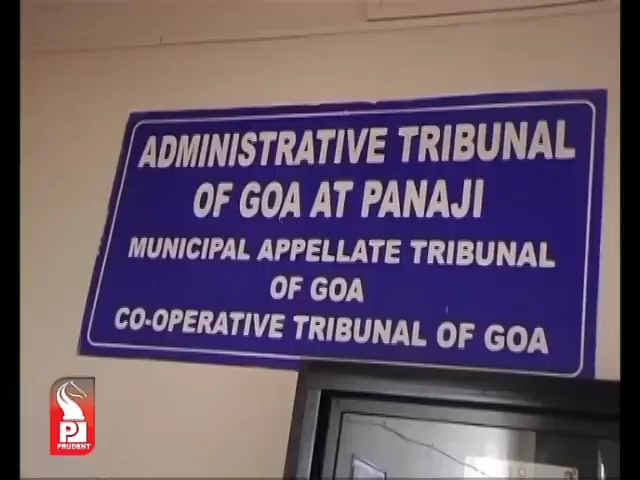 ADMINISTRATIVE TRIBUNAL
OF GOA AT PANAJI
MUNICIPAL APPELLATE TRIBUNAL
OF GOA
CO-OPERATIVE TRIBUNAL OF GOA
P
PRUDENT